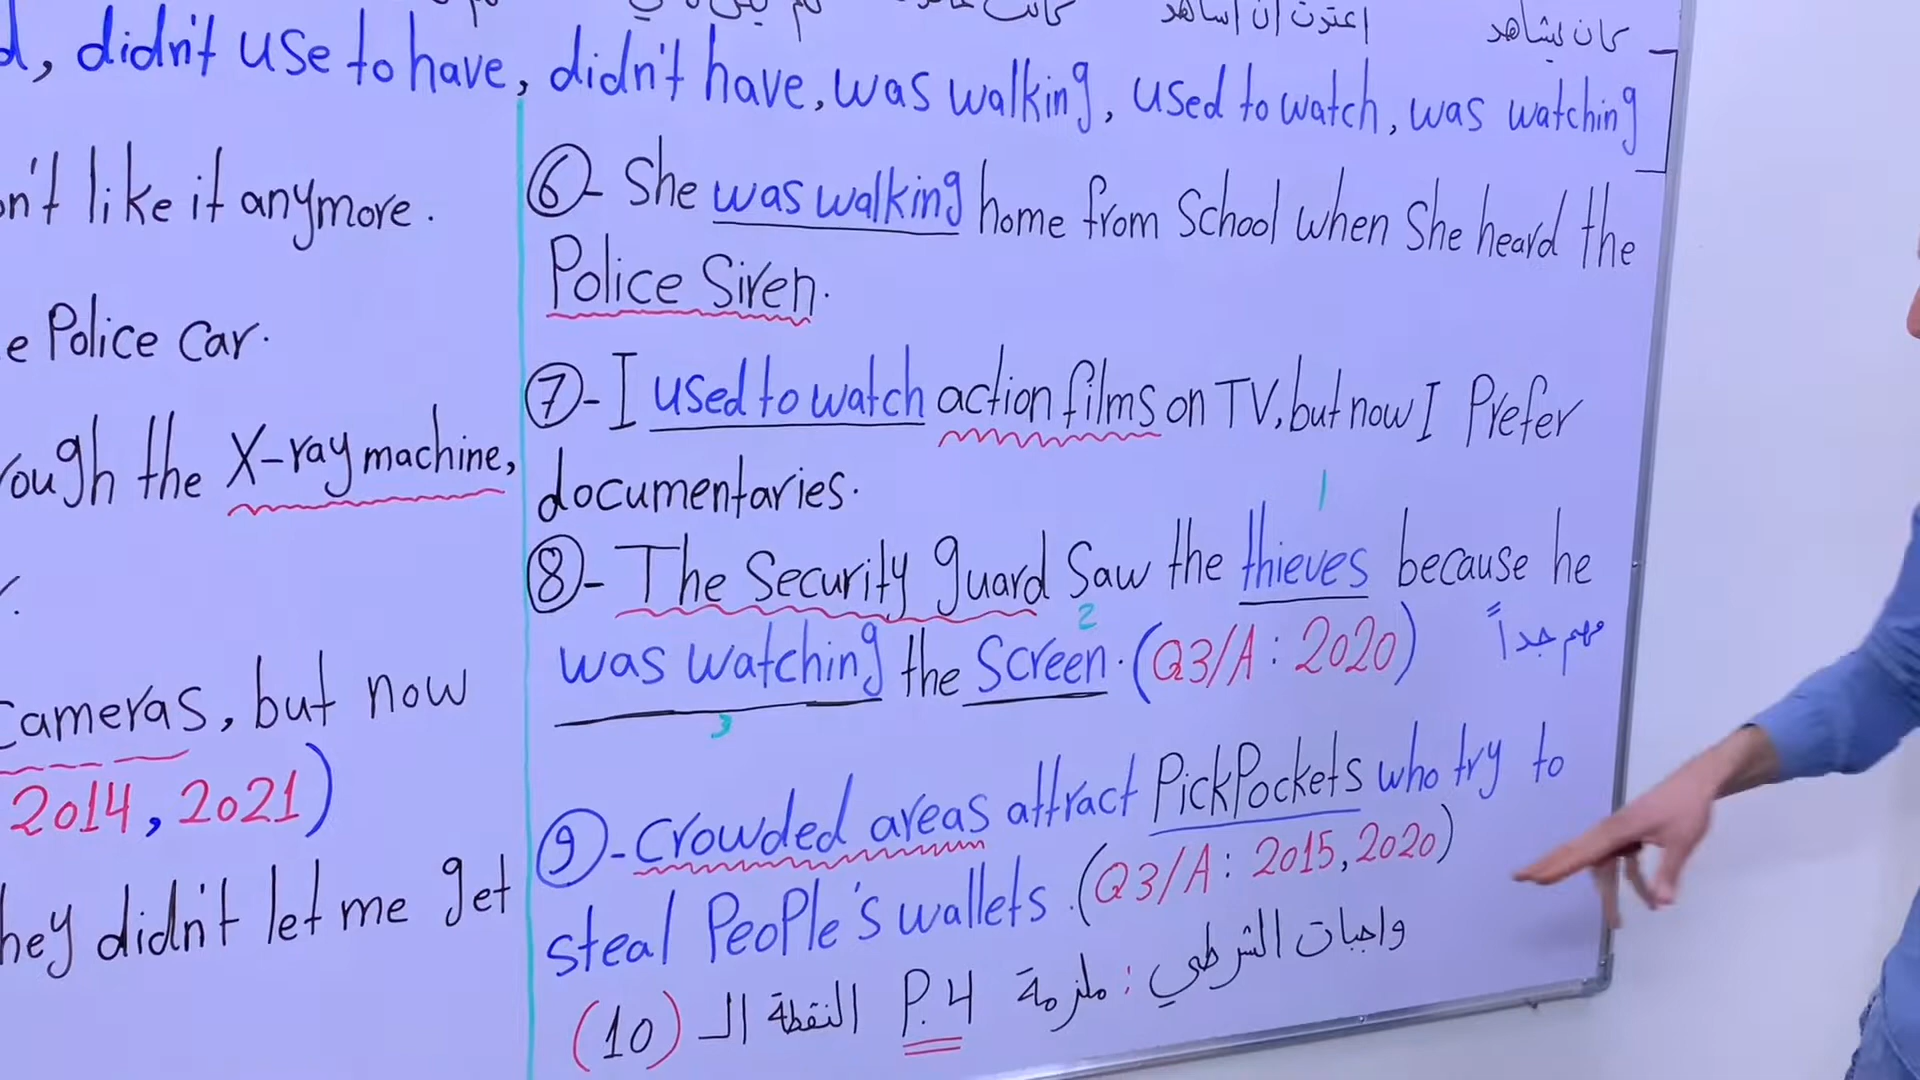 كان يشاهد
اعتدت ان اشاهد
didn't use to have, didn't have, was walking, used to watch, was watching
n't like it anymore.
e Police car.
ough the X-ray machine,
cameras, but now
2014, 2021)
hey didn't let me get
6- She was walking home from School when She heard the
Police Siren.
7- I used to watch action films on TV, but now I Prefer
documentaries.
1
8- The Security guard Saw the thieves because he
2
was watching the Screen. (Q3/A: 2020) مهم جداً
3
9- Crowded areas attract PickPockets who try to
steal PeoPle's wallets. (Q3/A: 2015, 2020)
واجبات الشرطي: ملزمة P.4 النقطة الـ (10)